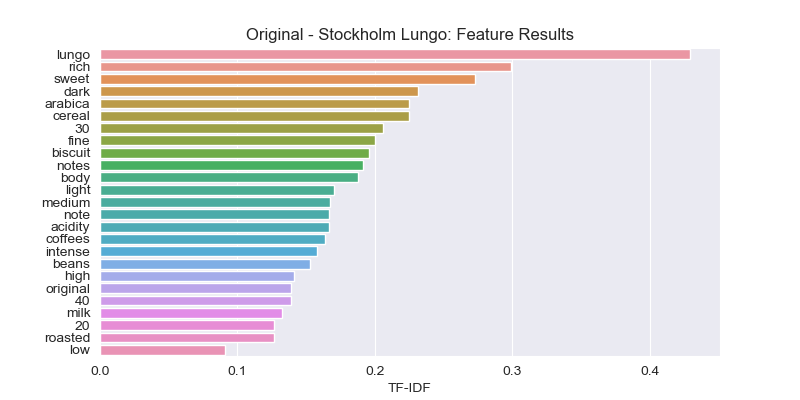 Original - Stockholm Lungo: Feature Results
lungo
rich
sweet
dark
arabica
cereal
30
fine
biscuit
notes
body
light
medium
note
acidity
coffees
intense
beans
high
original
40
milk
20
roasted
low
0.0 0.1 0.2 0.3 0.4
TF-IDF